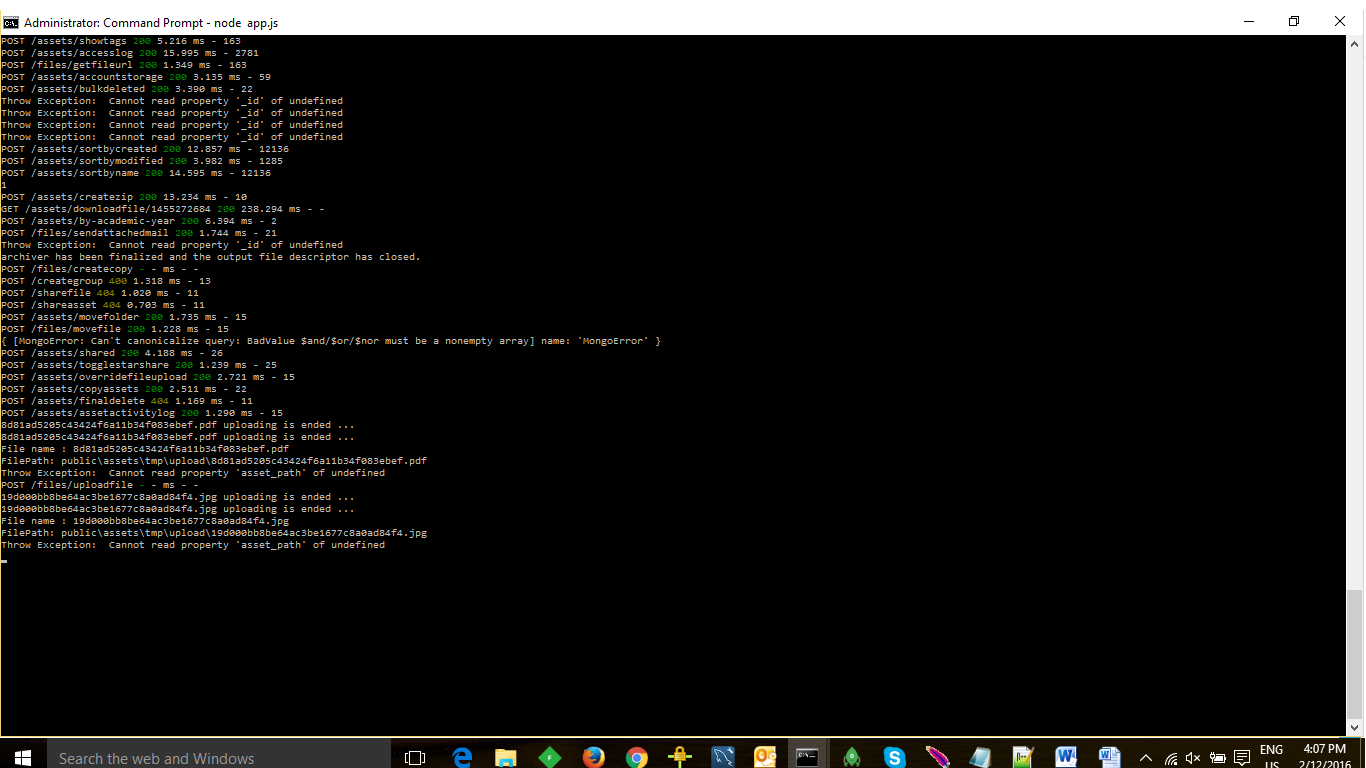 Administrator: Command Prompt - node  app.js
POST /assets/showtags 200 5.216 ms - 163
POST /assets/accesslog 200 15.995 ms - 2781
POST /files/getfileurl 200 1.349 ms - 163
POST /assets/accountstorage 200 3.135 ms - 59
POST /assets/bulkdeleted 200 3.390 ms - 22
Throw Exception:  Cannot read property '_id' of undefined
Throw Exception:  Cannot read property '_id' of undefined
Throw Exception:  Cannot read property '_id' of undefined
Throw Exception:  Cannot read property '_id' of undefined
POST /assets/sortbycreated 200 12.857 ms - 12136
POST /assets/sortbymodified 200 3.982 ms - 1285
POST /assets/sortbyname 200 14.595 ms - 12136
1
POST /assets/createzip 200 13.234 ms - 10
GET /assets/downloadfile/1455272684 200 238.294 ms - -
POST /assets/by-academic-year 200 6.394 ms - 2
POST /files/sendattachedmail 200 1.744 ms - 21
Throw Exception:  Cannot read property '_id' of undefined
archiver has been finalized and the output file descriptor has closed.
POST /files/createcopy - - ms - -
POST /creategroup 400 1.318 ms - 13
POST /sharefile 404 1.020 ms - 11
POST /shareasset 404 0.703 ms - 11
POST /assets/movefolder 200 1.735 ms - 15
POST /files/movefile 200 1.228 ms - 15
{ [MongoError: Can't canonicalize query: BadValue $and/$or/$nor must be a nonempty array] name: 'MongoError' }
POST /assets/shared 200 4.188 ms - 26
POST /assets/togglestarshare 200 1.239 ms - 25
POST /assets/overridefileupload 200 2.721 ms - 15
POST /assets/copyassets 200 2.511 ms - 22
POST /assets/finaldelete 404 1.169 ms - 11
POST /assets/assetactivitylog 200 1.290 ms - 15
8d81ad5205c43424f6a11b34f083ebef.pdf uploading is ended ...
8d81ad5205c43424f6a11b34f083ebef.pdf uploading is ended ...
File name : 8d81ad5205c43424f6a11b34f083ebef.pdf
FilePath: public\assets\tmp\upload\8d81ad5205c43424f6a11b34f083ebef.pdf
Throw Exception:  Cannot read property 'asset_path' of undefined
POST /files/uploadfile - - ms - -
19d000bb8be64ac3be1677c8a0ad84f4.jpg uploading is ended ...
19d000bb8be64ac3be1677c8a0ad84f4.jpg uploading is ended ...
File name : 19d000bb8be64ac3be1677c8a0ad84f4.jpg
FilePath: public\assets\tmp\upload\19d000bb8be64ac3be1677c8a0ad84f4.jpg
Throw Exception:  Cannot read property 'asset_path' of undefined
Search the web and Windows
ENG
US
4:07 PM
2/12/2016